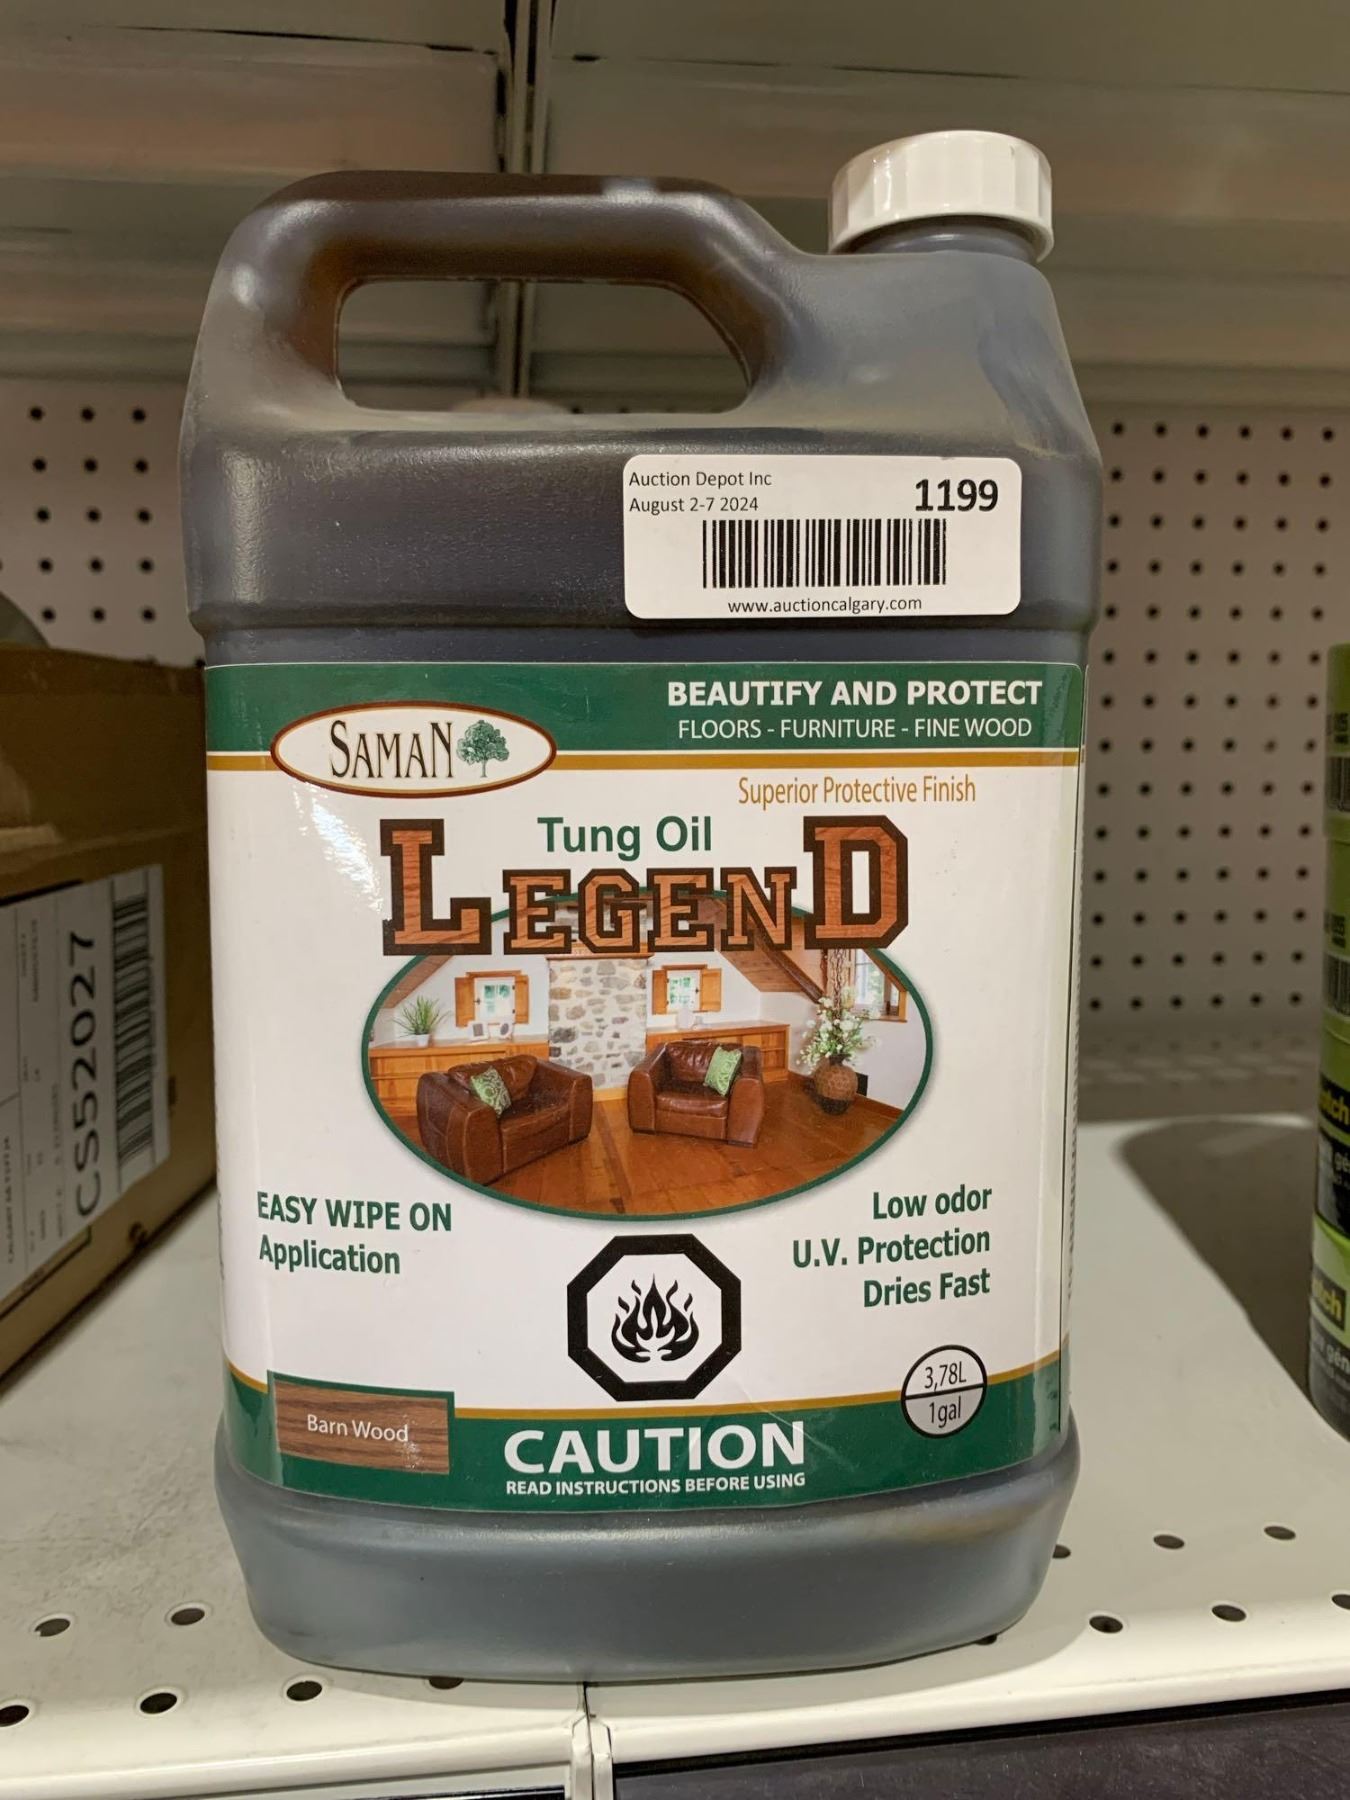 Auction Depot Inc
1199
August 2-7 2024
www.auctioncalgary.com
BEAUTIFY AND PROTECT
FLOORS - FURNITURE - FINE WOOD
SAMAN
Superior Protective Finish
Tung Oil
LEGEND
EASY WIPE ON
Application
Low odor
U.V. Protection
Dries Fast
3,78L
1gal
Barn Wood
CAUTION
READ INSTRUCTIONS BEFORE USING
CS52027